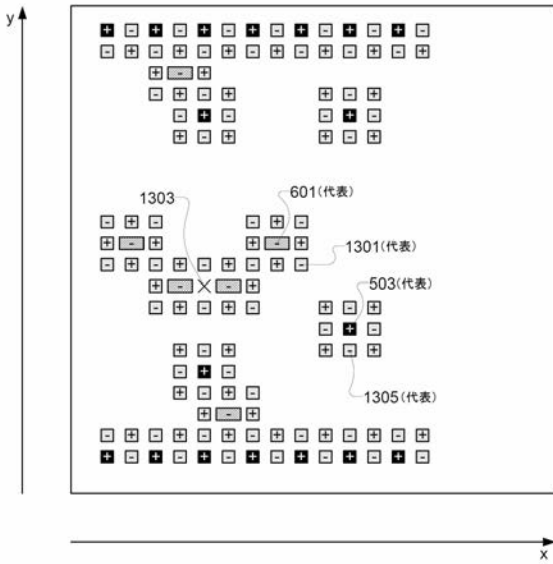 y
+ - + - + - + - + - + - + -
- + - + - + - + - + - + - +
+ - +
- + - + + - +
- + - - + -
+ - + + - +
1303
601(代表)
- + - - + -
+ - + + - +
1301(代表)
- + - + - + - + -
+ - × - +
503(代表)
- + - + - + - +
- + -
+ - + + - +
- + -
1305(代表)
+ - + -
+ - +
- + - + - + - + - + - + - +
+ - + - + - + - + - + - + -
x